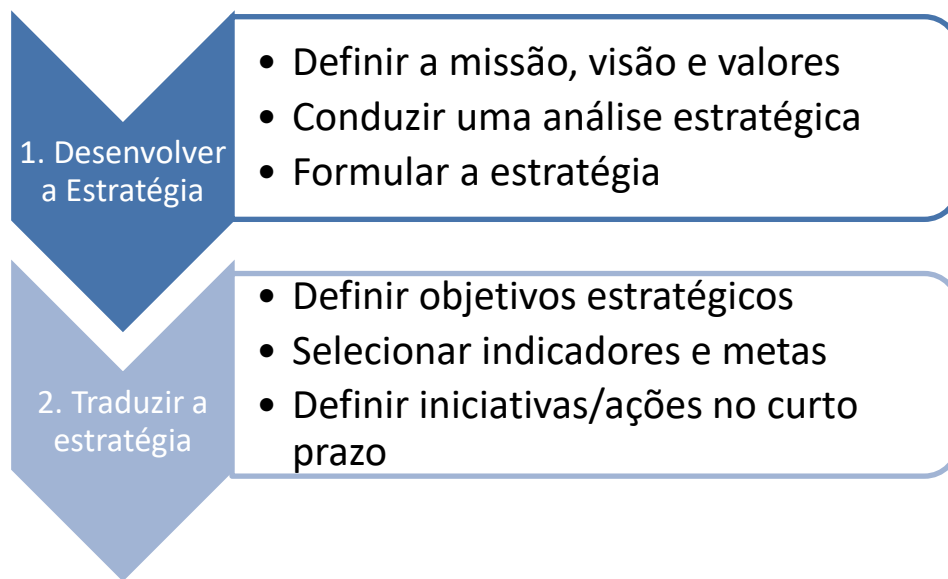 1. Desenvolver
a Estratégia
• Definir a missão, visão e valores
• Conduzir uma análise estratégica
• Formular a estratégia
2. Traduzir a
estratégia
• Definir objetivos estratégicos
• Selecionar indicadores e metas
• Definir iniciativas/ações no curto
prazo